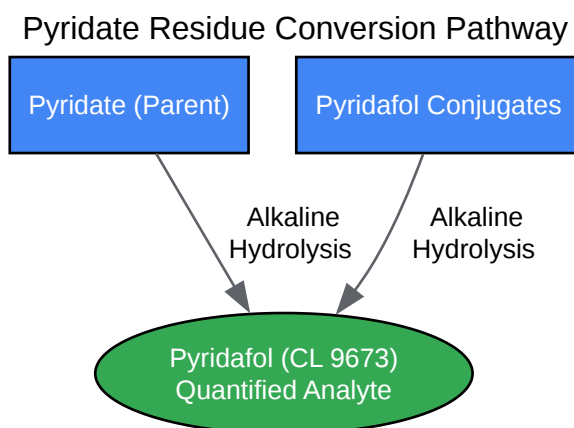 Pyridate Residue Conversion Pathway
Pyridate (Parent)
Pyridafol Conjugates
Alkaline
Hydrolysis
Alkaline
Hydrolysis
Pyridafol (CL 9673)
Quantified Analyte